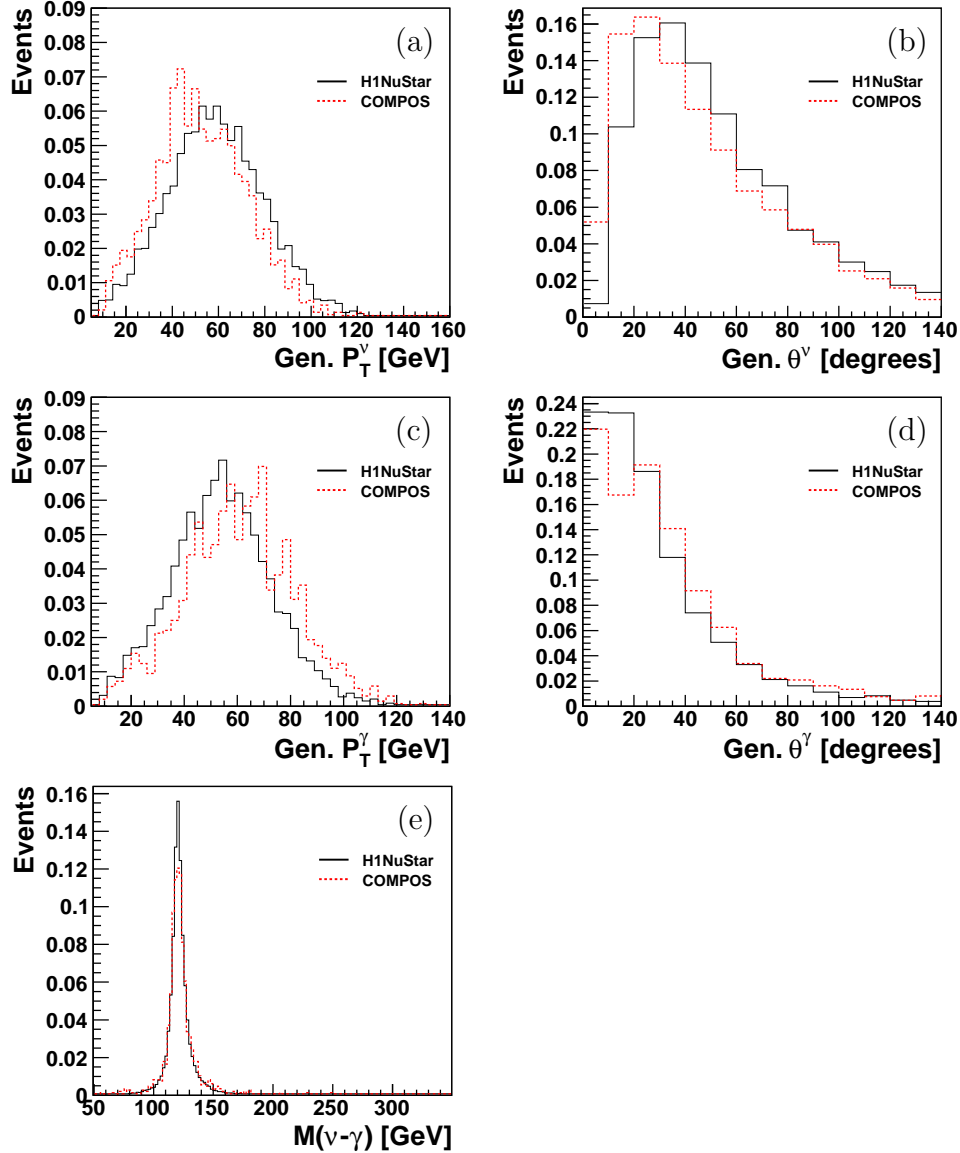 Events
0.09
0.08
0.07
0.06
0.05
0.04
0.03
0.02
0.01
0
(a)
H1NuStar
COMPOS
20 40 60 80 100 120 140 160
Gen. P_T^ν [GeV]
Events
0.16
0.14
0.12
0.1
0.08
0.06
0.04
0.02
0
(b)
H1NuStar
COMPOS
0 20 40 60 80 100 120 140
Gen. θ^ν [degrees]
Events
0.09
0.08
0.07
0.06
0.05
0.04
0.03
0.02
0.01
0
(c)
H1NuStar
COMPOS
20 40 60 80 100 120 140
Gen. P_T^γ [GeV]
Events
0.24
0.22
0.2
0.18
0.16
0.14
0.12
0.1
0.08
0.06
0.04
0.02
0
(d)
H1NuStar
COMPOS
0 20 40 60 80 100 120 140
Gen. θ^γ [degrees]
Events
0.16
0.14
0.12
0.1
0.08
0.06
0.04
0.02
0
(e)
H1NuStar
COMPOS
50 100 150 200 250 300
M(ν-γ) [GeV]